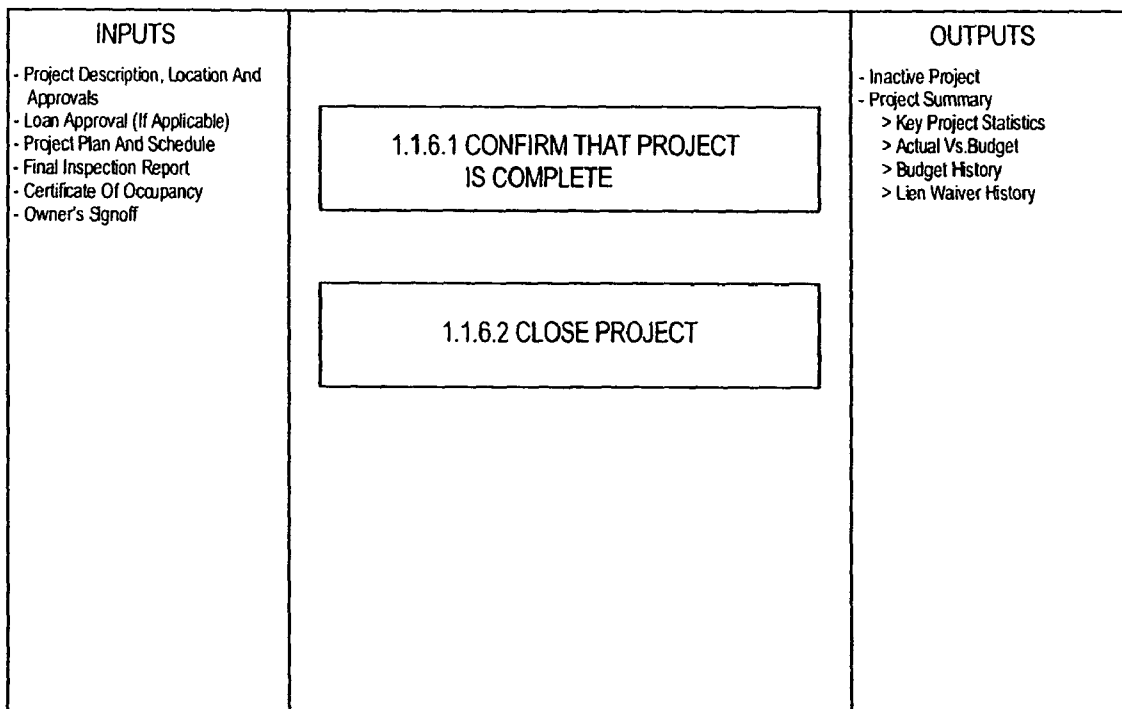 INPUTS
- Project Description, Location And
Approvals
- Loan Approval (If Applicable)
- Project Plan And Schedule
- Final Inspection Report
- Certificate Of Occupancy
- Owner's Signoff
1.1.6.1 CONFIRM THAT PROJECT
IS COMPLETE
1.1.6.2 CLOSE PROJECT
OUTPUTS
- Inactive Project
- Project Summary
> Key Project Statistics
> Actual Vs.Budget
> Budget History
> Lien Waiver History